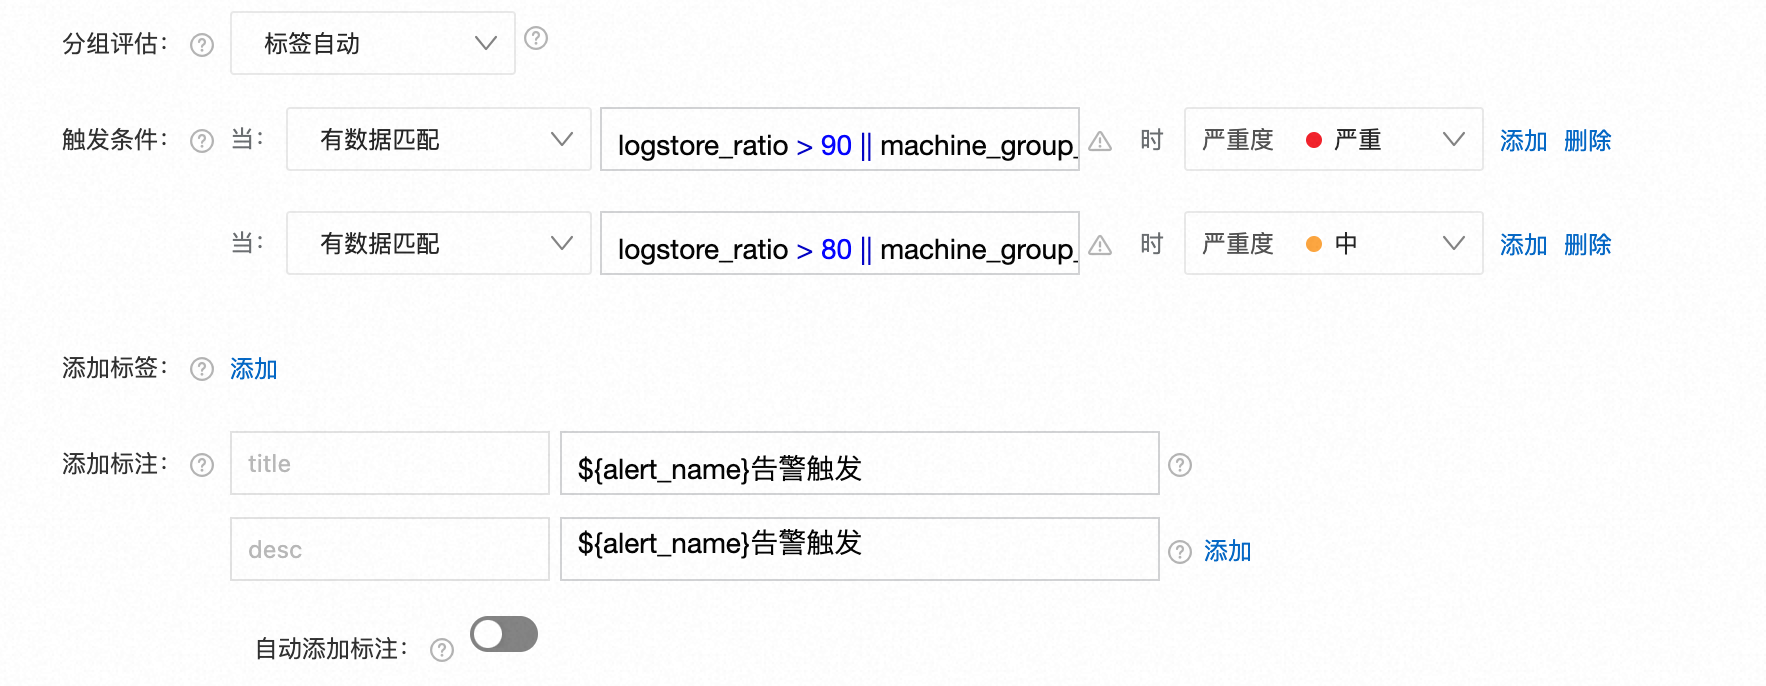 分组评估： 标签自动
触发条件： 当： 有数据匹配 logstore_ratio > 90 || machine_group_ 时 严重度 严重 添加 删除
当： 有数据匹配 logstore_ratio > 80 || machine_group_ 时 严重度 中 添加 删除
添加标签： 添加
添加标注： title ${alert_name}告警触发
desc ${alert_name}告警触发 添加
自动添加标注：